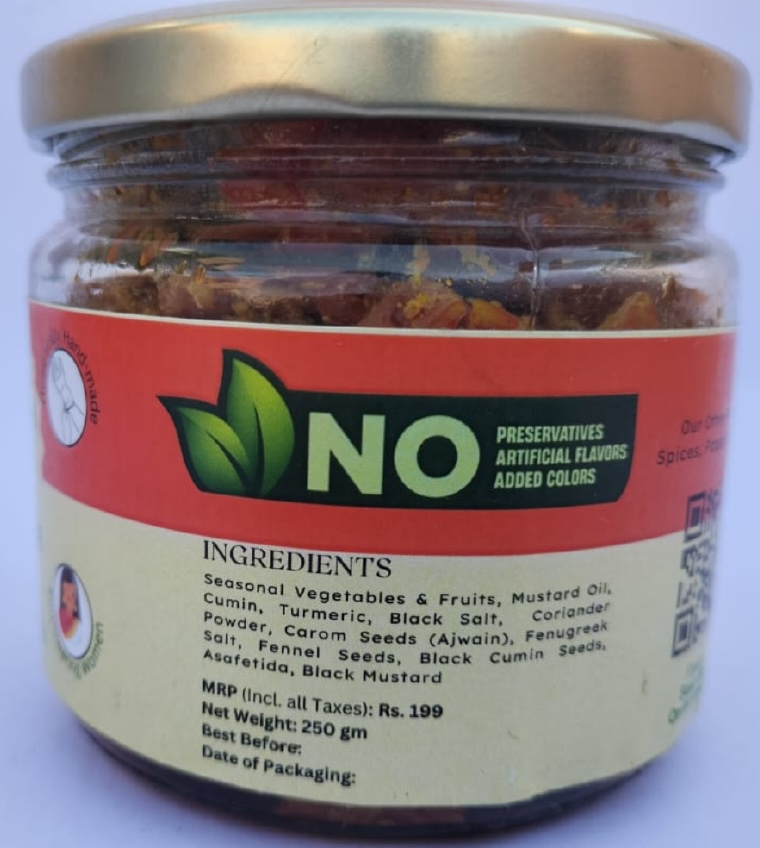 Hand-made
NO
PRESERVATIVES
ARTIFICIAL FLAVORS
ADDED COLORS
Our
Spices,
INGREDIENTS
Seasonal Vegetables & Fruits, Mustard Oil,
Cumin, Turmeric, Black Salt, Coriander
Powder, Carom Seeds (Ajwain), Fenugreek
Salt, Fennel Seeds, Black Cumin Seeds,
Asafetida, Black Mustard
Women
MRP (Incl. all Taxes): Rs. 199
Net Weight: 250 gm
Best Before:
Date of Packaging: